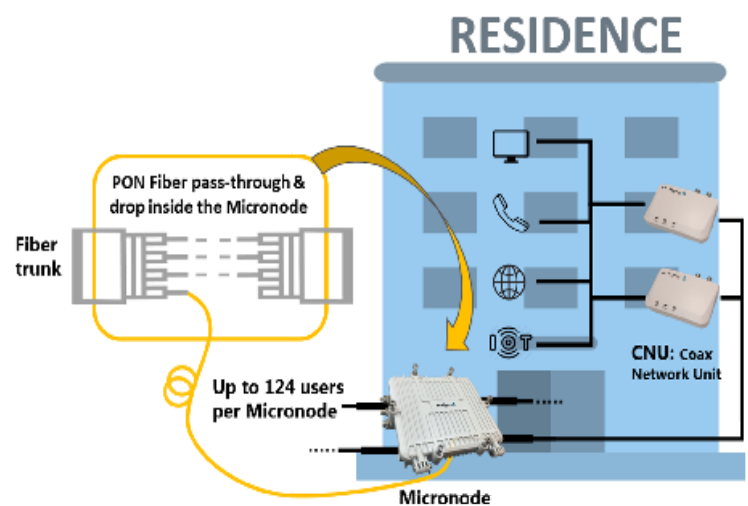 RESIDENCE
PON Fiber pass-through &
drop inside the Micronode
Fiber
trunk
IOT
CNU: Coax
Network Unit
Up to 124 users
per Micronode
Micronode